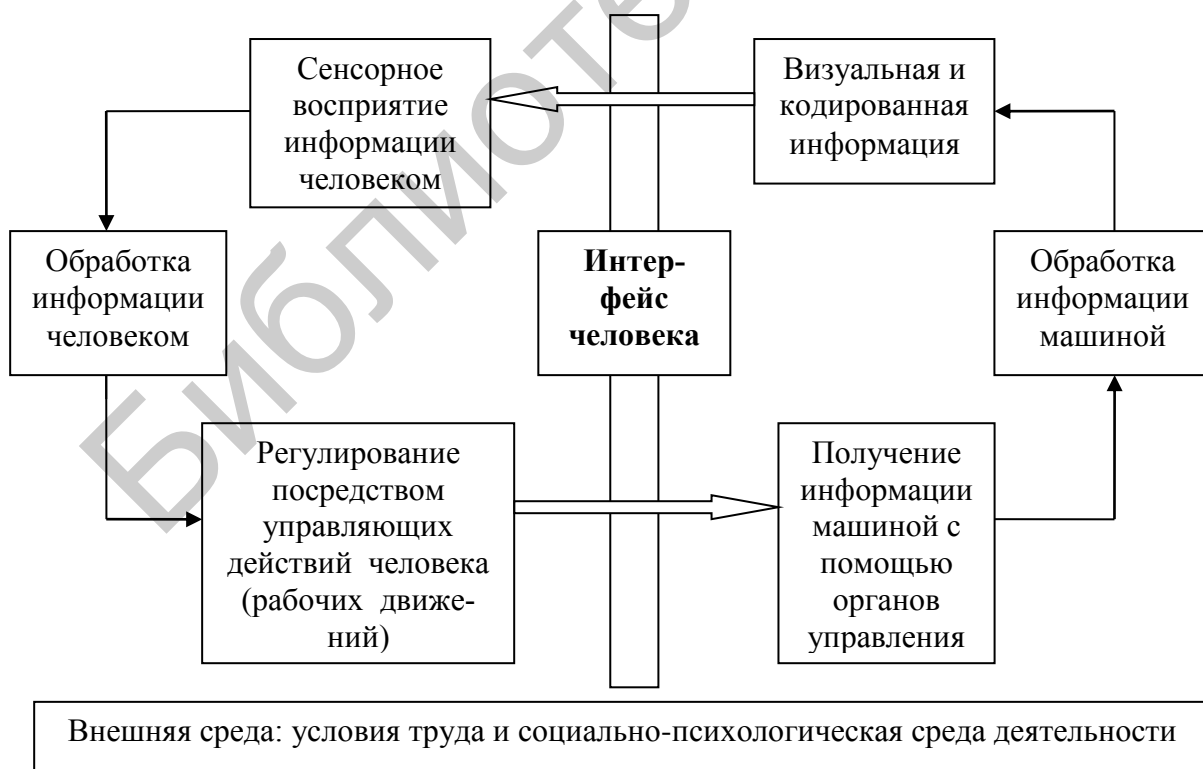 Сенсорное
восприятие
информации
человеком
Визуальная и
кодированная
информация
Обработка
информации
человеком
Интер-
фейс
человека
Обработка
информации
машиной
Регулирование
посредством
управляющих
действий человека
(рабочих движе-
ний)
Получение
информации
машиной с
помощью
органов
управления
Внешняя среда: условия труда и социально-психологическая среда деятельности
Библиоте